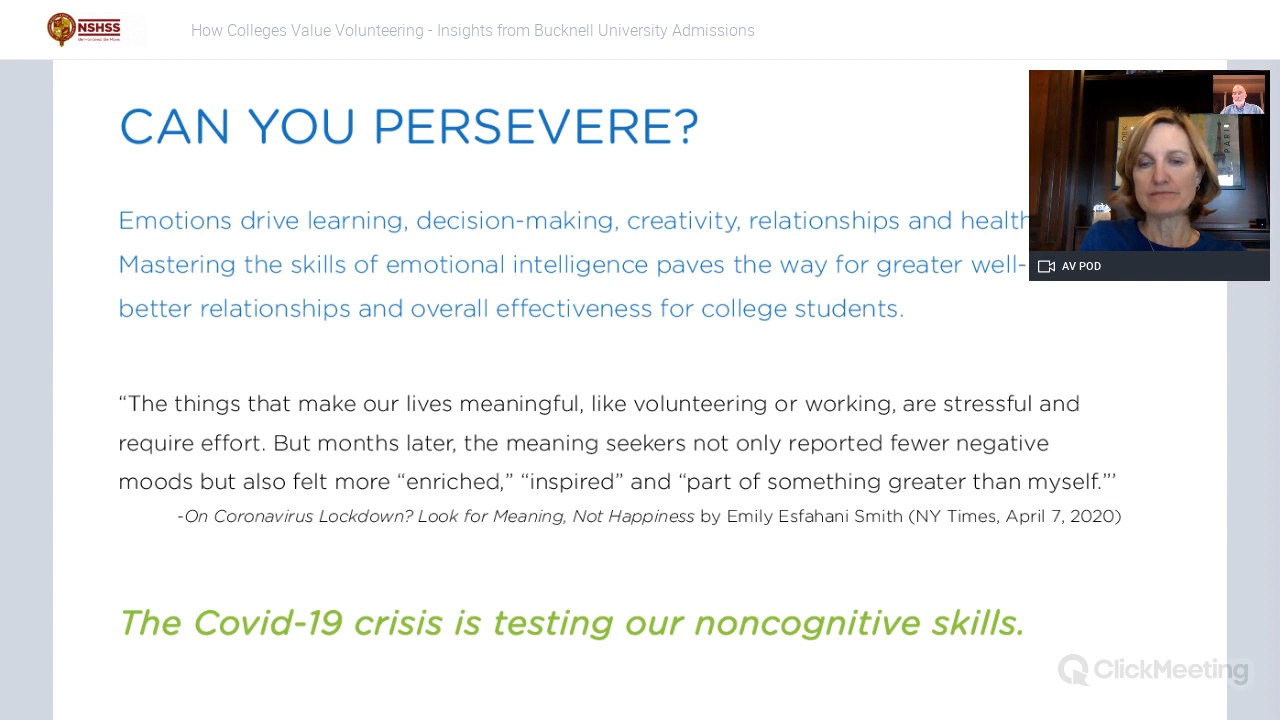 NSHSS
How Colleges Value Volunteering - Insights from Bucknell University Admissions
CAN YOU PERSEVERE?
Emotions drive learning, decision-making, creativity, relationships and health
Mastering the skills of emotional intelligence paves the way for greater well-
better relationships and overall effectiveness for college students.
AV POD
“The things that make our lives meaningful, like volunteering or working, are stressful and
require effort. But months later, the meaning seekers not only reported fewer negative
moods but also felt more “enriched,” “inspired” and “part of something greater than myself.”’
-On Coronavirus Lockdown? Look for Meaning, Not Happiness by Emily Esfahani Smith (NY Times, April 7, 2020)
The Covid-19 crisis is testing our noncognitive skills.
ClickMeeting